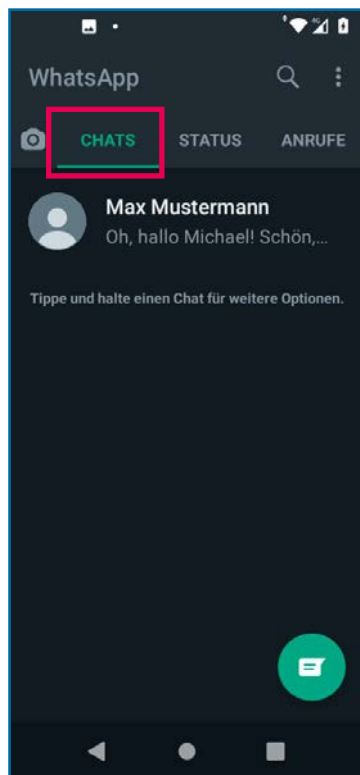 WhatsApp
CHATS STATUS ANRUFE
Max Mustermann
Oh, hallo Michael! Schön,...
Tippe und halte einen Chat für weitere Optionen.